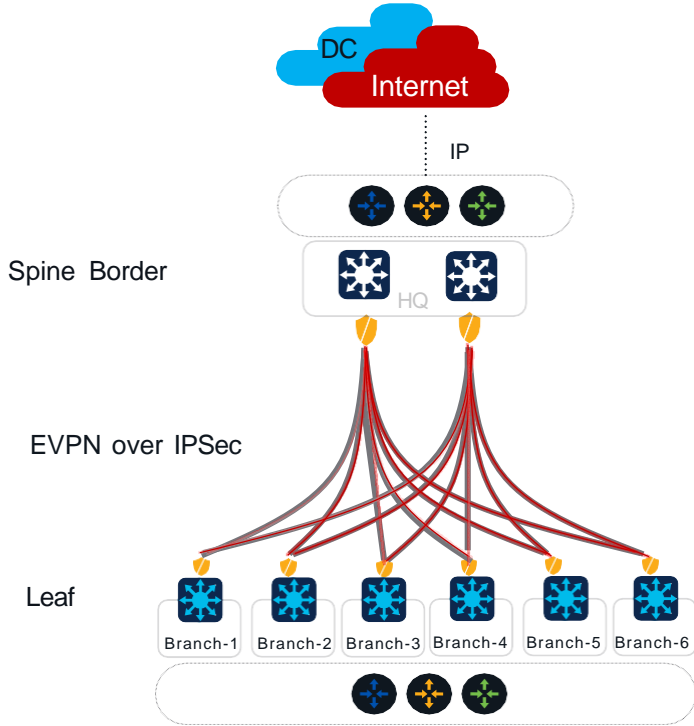 DC
Internet
IP
Spine Border
HQ
EVPN over IPSec
Leaf
Branch-1
Branch-2
Branch-3
Branch-4
Branch-5
Branch-6